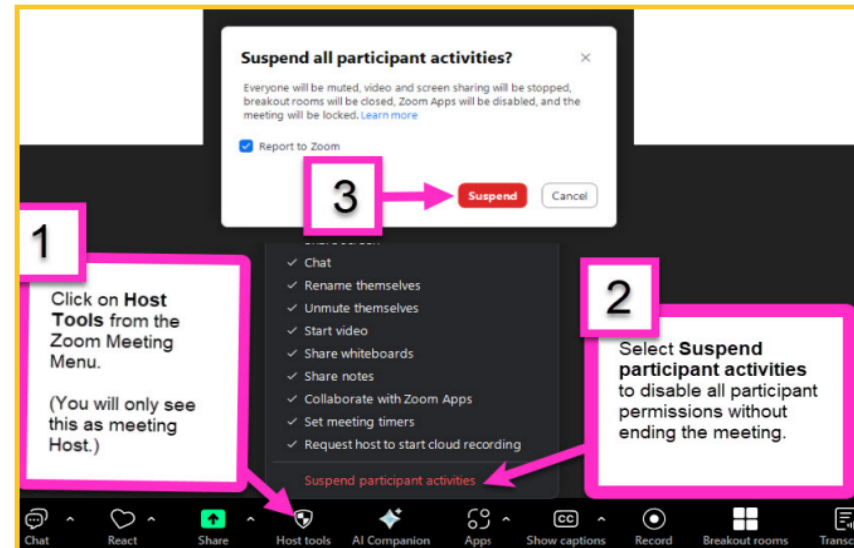 Suspend all participant activities?
Everyone will be muted, video and screen sharing will be stopped,
breakout rooms will be closed, Zoom Apps will be disabled, and the
meeting will be locked. Learn more
Report to Zoom
3
Suspend
Cancel
1
Click on Host
Tools from the
Zoom Meeting
Menu.
(You will only see
this as meeting
Host.)
Chat
Rename themselves
Unmute themselves
Start video
Share whiteboards
Share notes
Collaborate with Zoom Apps
Set meeting timers
Request host to start cloud recording
Suspend participant activities
2
Select Suspend
participant activities
to disable all participant
permissions without
ending the meeting.
Chat
React
Share
Host tools
AI Companion
Apps
CC
Show captions
Record
Breakout rooms